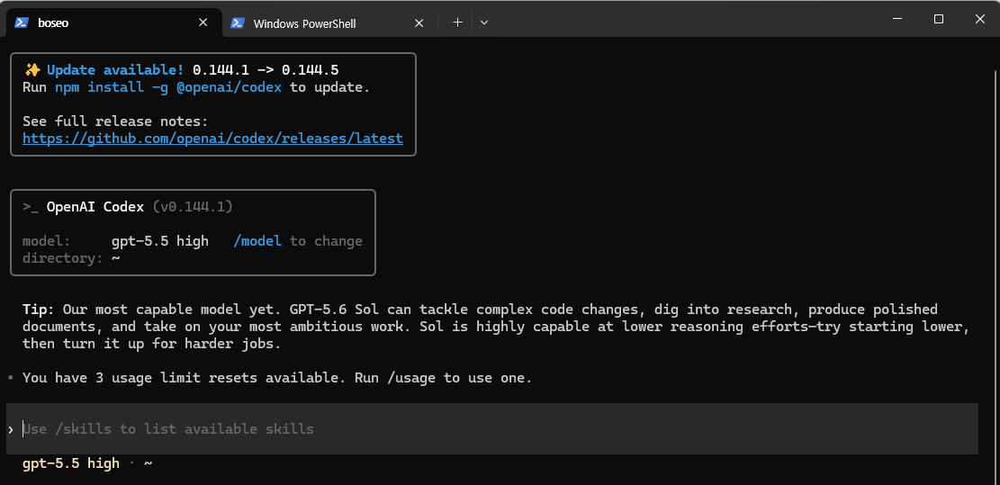 boseo
Windows PowerShell
✨ Update available! 0.144.1 -> 0.144.5
Run npm install -g @openai/codex to update.
See full release notes:
https://github.com/openai/codex/releases/latest
>_ OpenAI Codex (v0.144.1)
model: gpt-5.5 high /model to change
directory: ~
Tip: Our most capable model yet. GPT-5.6 Sol can tackle complex code changes, dig into research, produce polished
documents, and take on your most ambitious work. Sol is highly capable at lower reasoning efforts—try starting lower,
then turn it up for harder jobs.
• You have 3 usage limit resets available. Run /usage to use one.
› Use /skills to list available skills
gpt-5.5 high · ~